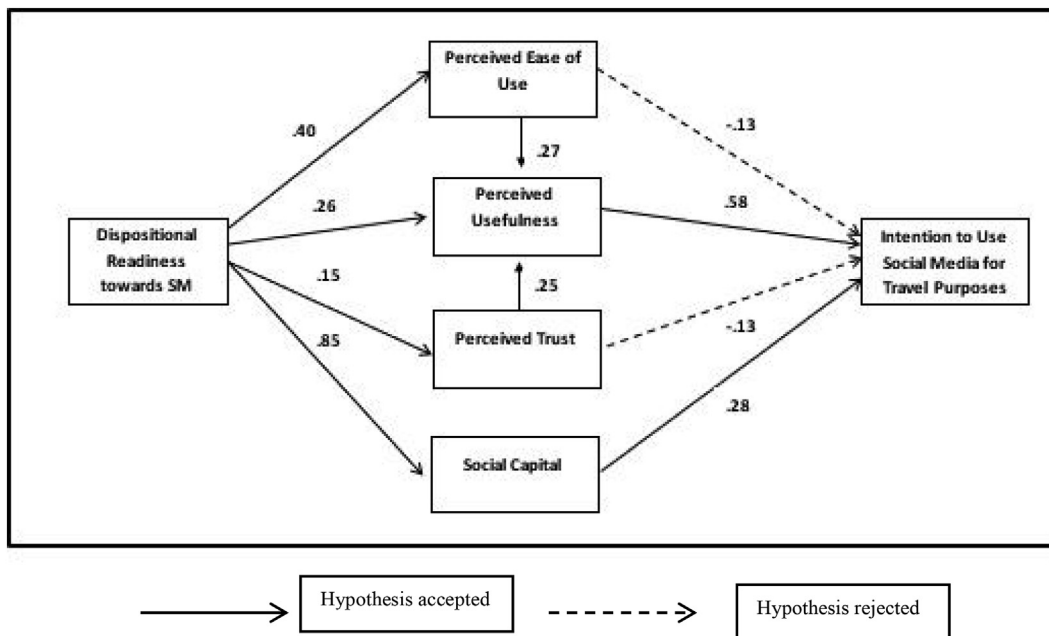 Perceived Ease of
Use
.40
-.13
.27
.26
Perceived
Usefulness
.58
Dispositional
Readiness
towards SM
Intention to Use
Social Media for
Travel Purposes
.15
.25
.85
Perceived Trust
-.13
.28
Social Capital
Hypothesis accepted
Hypothesis rejected